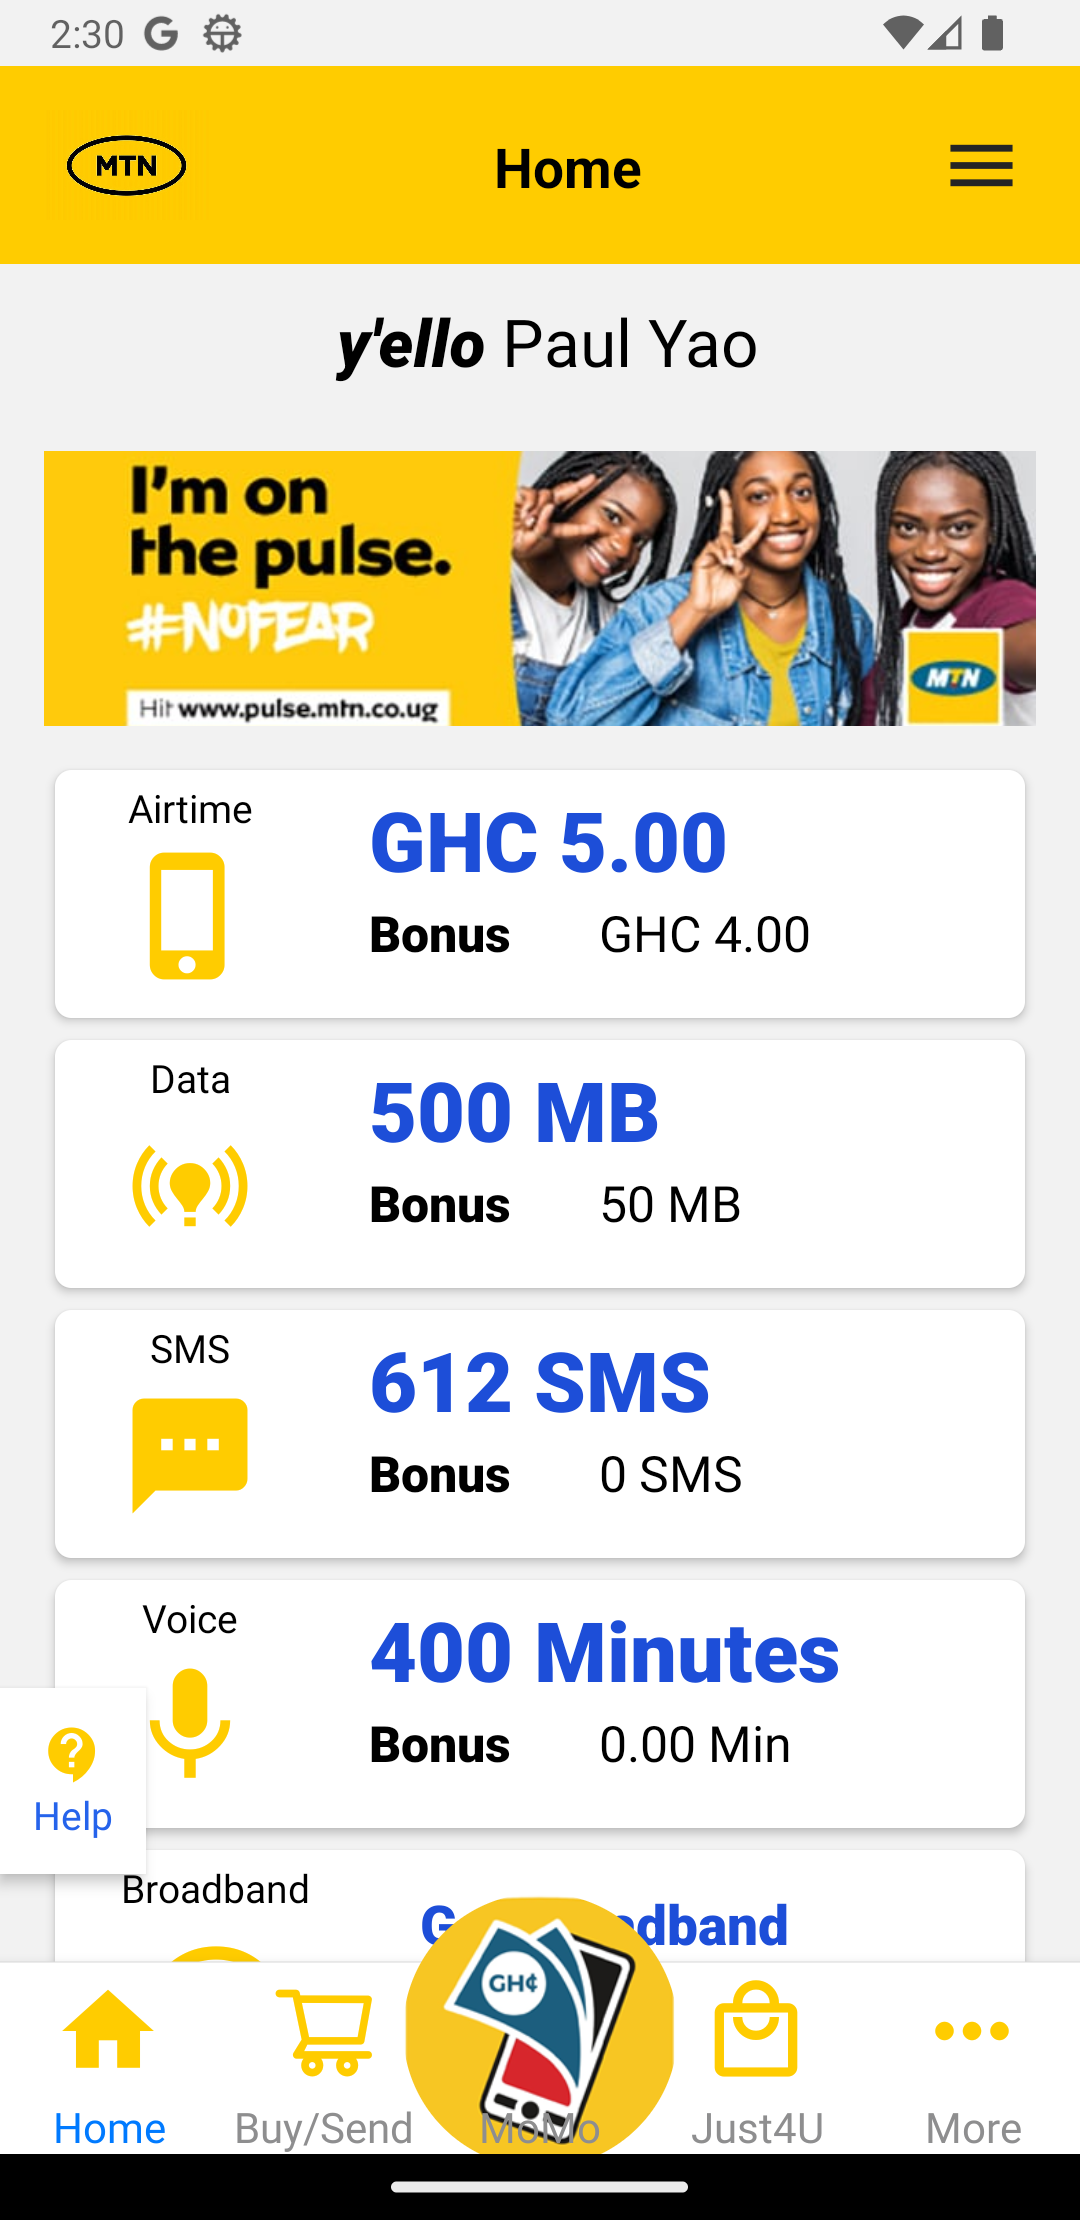 2:30
MTN
Home
y'ello Paul Yao
I'm on
the pulse.
#NOFEAR
Hit www.pulse.mtn.co.ug
MTN
Airtime
GHC 5.00
Bonus GHC 4.00
Data
500 MB
Bonus 50 MB
SMS
612 SMS
Bonus 0 SMS
Voice
400 Minutes
Bonus 0.00 Min
Help
Broadband
GH¢
Home
Buy/Send
MoMo
Just4U
More